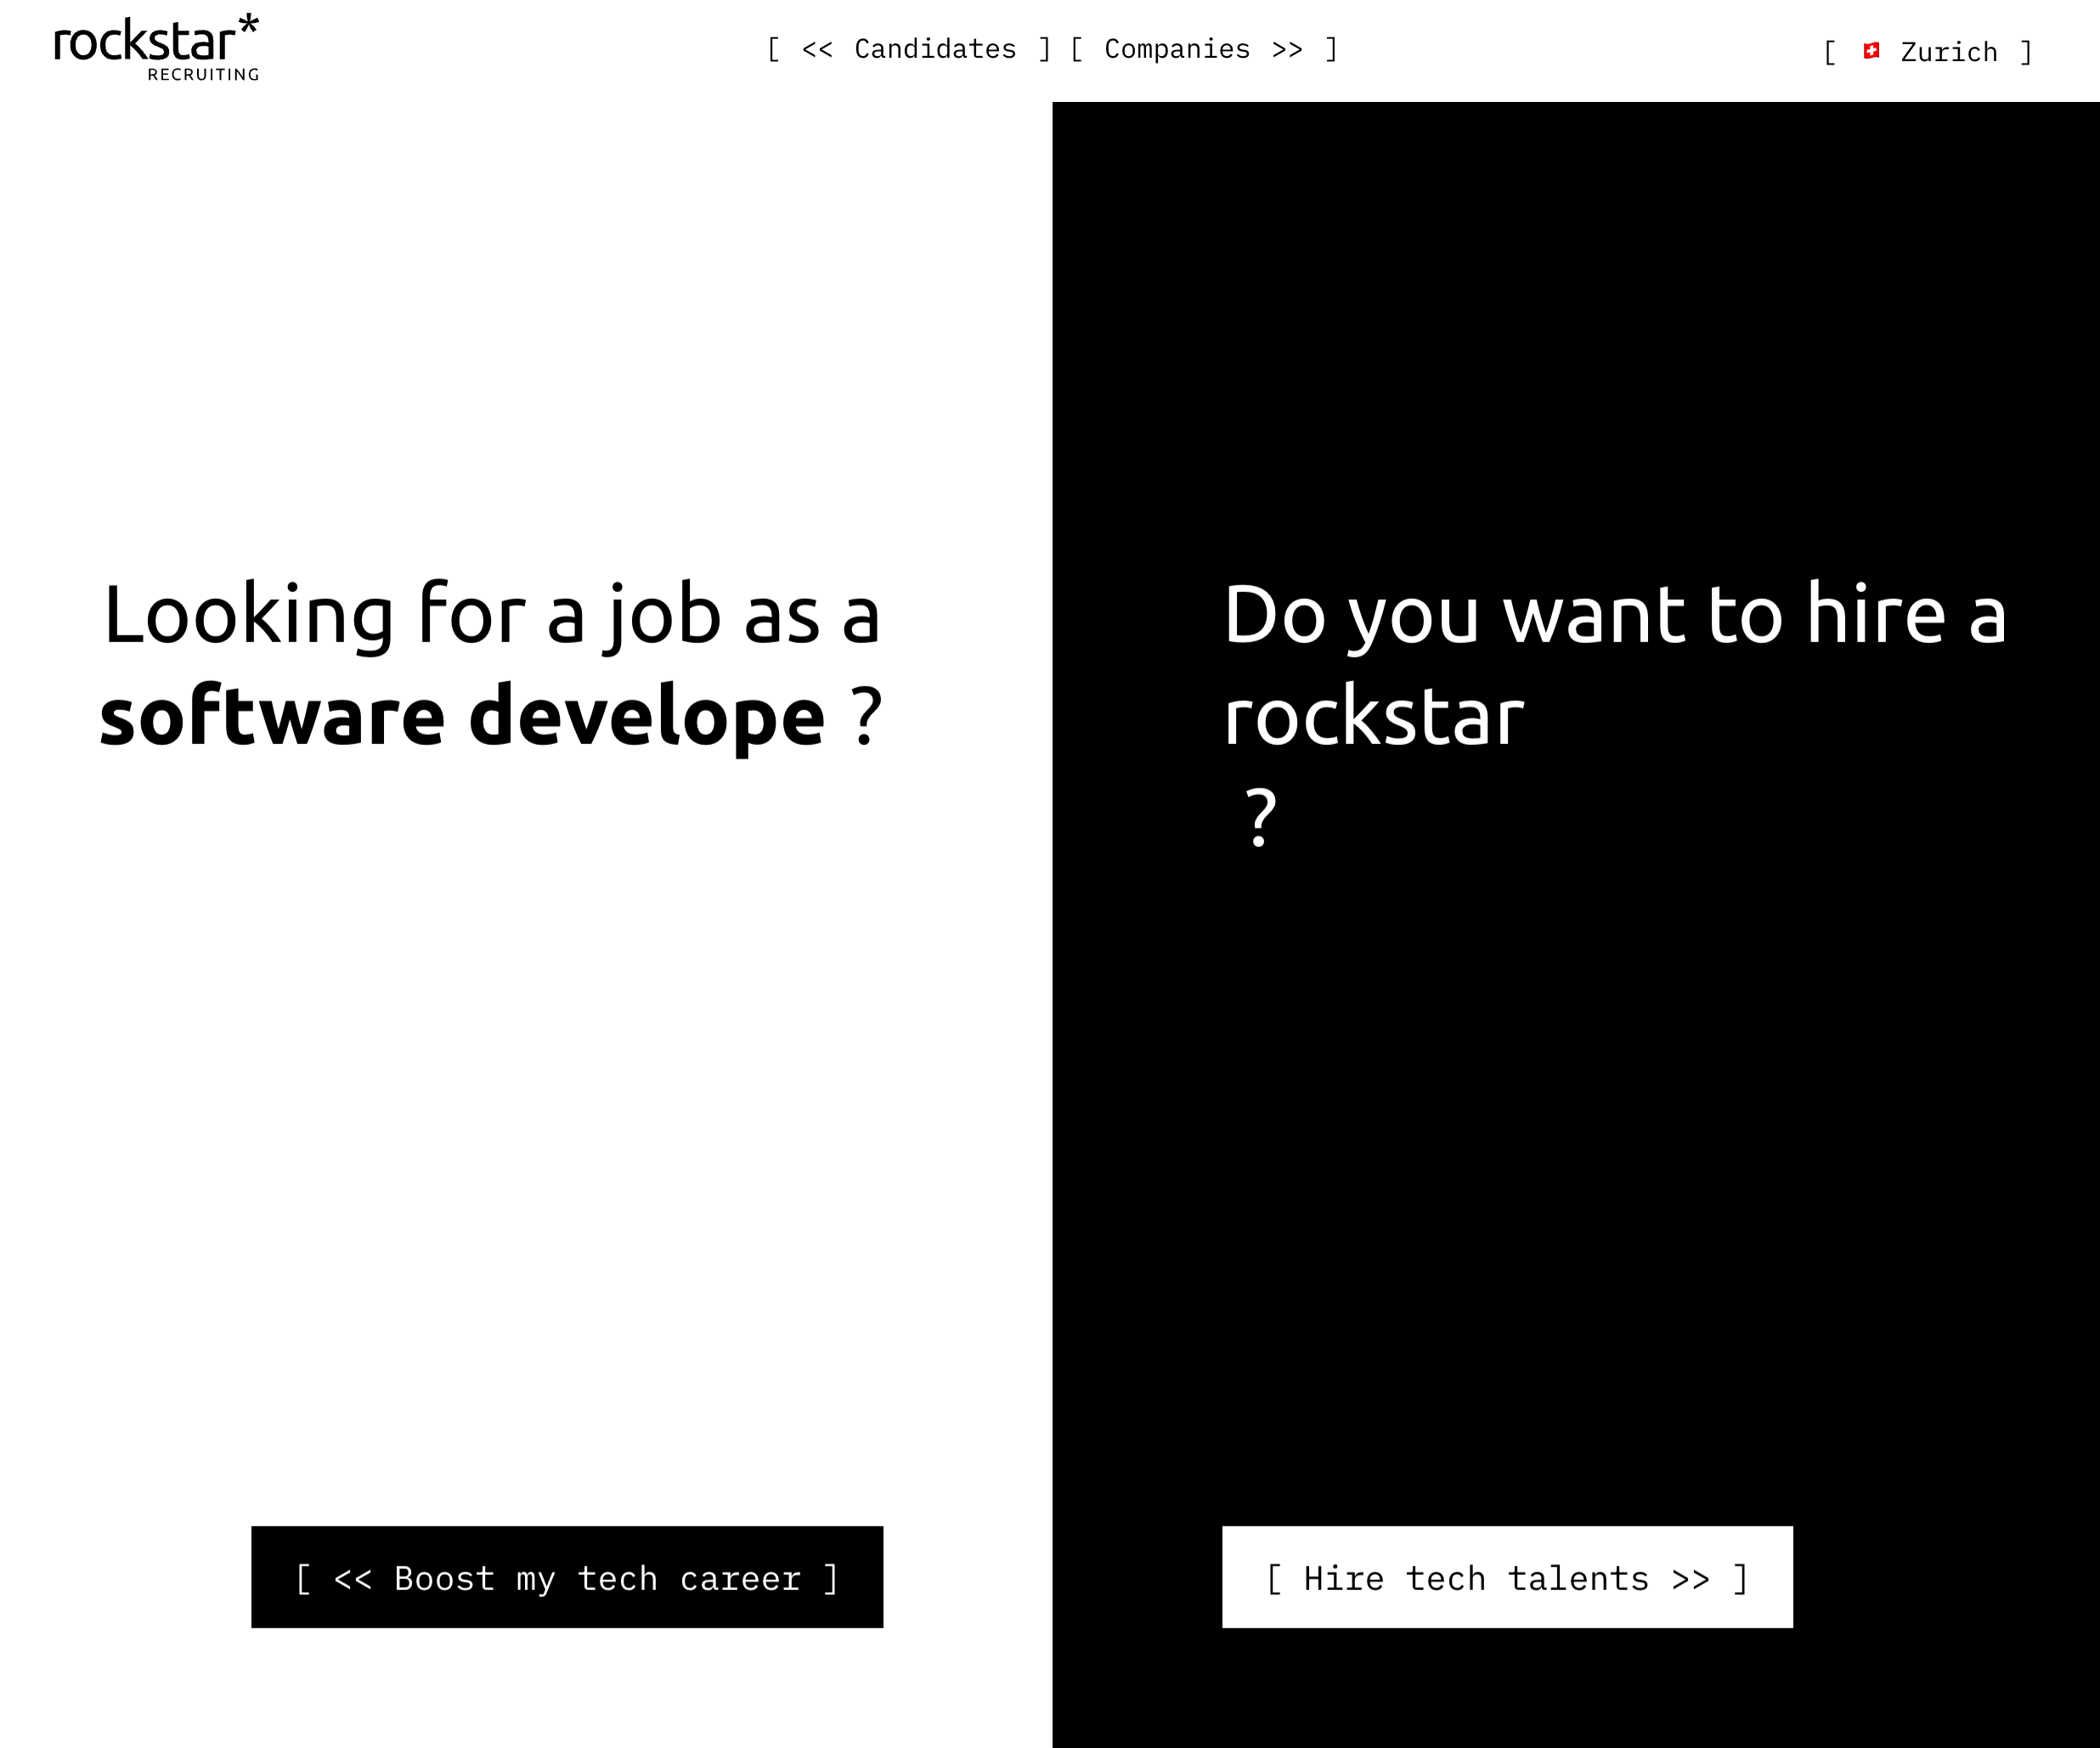 rockstar*
RECRUITING
[ << Candidates ] [ Companies >> ]
[ 🇨🇭 Zurich ]
Looking for a job as a
software develope ?
Do you want to hire a
rockstar
?
[ << Boost my tech career ]
[ Hire tech talents >> ]